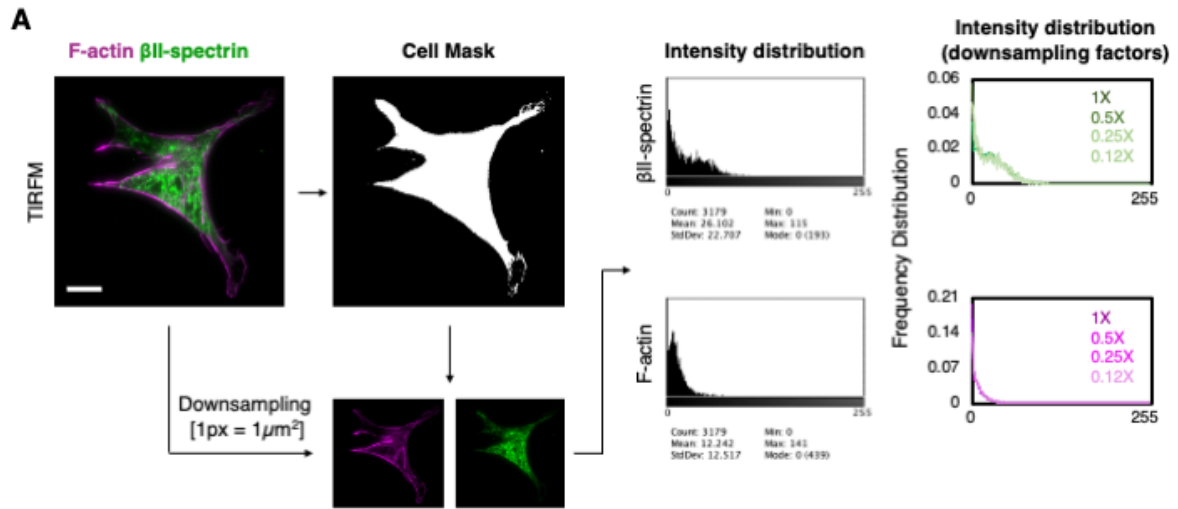 A
F-actin βII-spectrin
Cell Mask
Intensity distribution
Intensity distribution
(downsampling factors)
TIRFM
βII-spectrin
0
255
Count: 3179
Min: 0
Mean: 26.102
Max: 115
StdDev: 22.707
Mode: 0 (193)
Frequency Distribution
0.06
0.04
0.02
0
1X
0.5X
0.25X
0.12X
0
255
Downsampling
[1px = 1μm²]
F-actin
0
255
Count: 3179
Min: 0
Mean: 12.242
Max: 141
StdDev: 12.517
Mode: 0 (439)
0.21
0.14
0.07
0
1X
0.5X
0.25X
0.12X
0
255